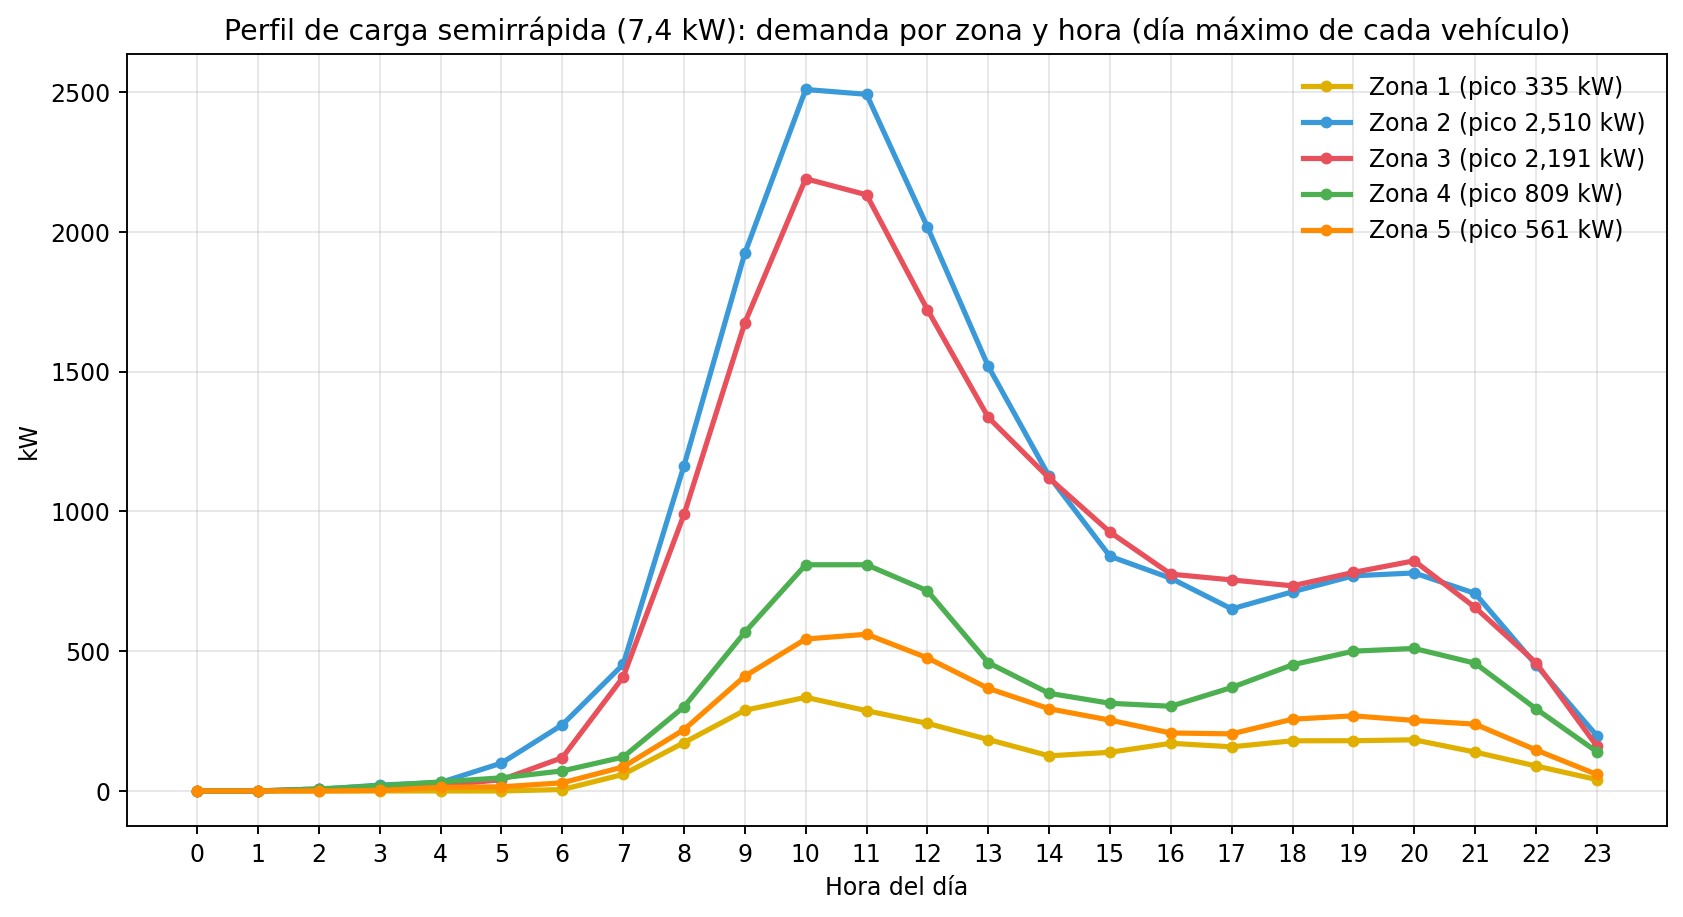 Perfil de carga semirrápida (7,4 kW): demanda por zona y hora (día máximo de cada vehículo)
Zona 1 (pico 335 kW)
Zona 2 (pico 2,510 kW)
Zona 3 (pico 2,191 kW)
Zona 4 (pico 809 kW)
Zona 5 (pico 561 kW)
2500
2000
1500
1000
500
0
kW
0 1 2 3 4 5 6 7 8 9 10 11 12 13 14 15 16 17 18 19 20 21 22 23
Hora del día